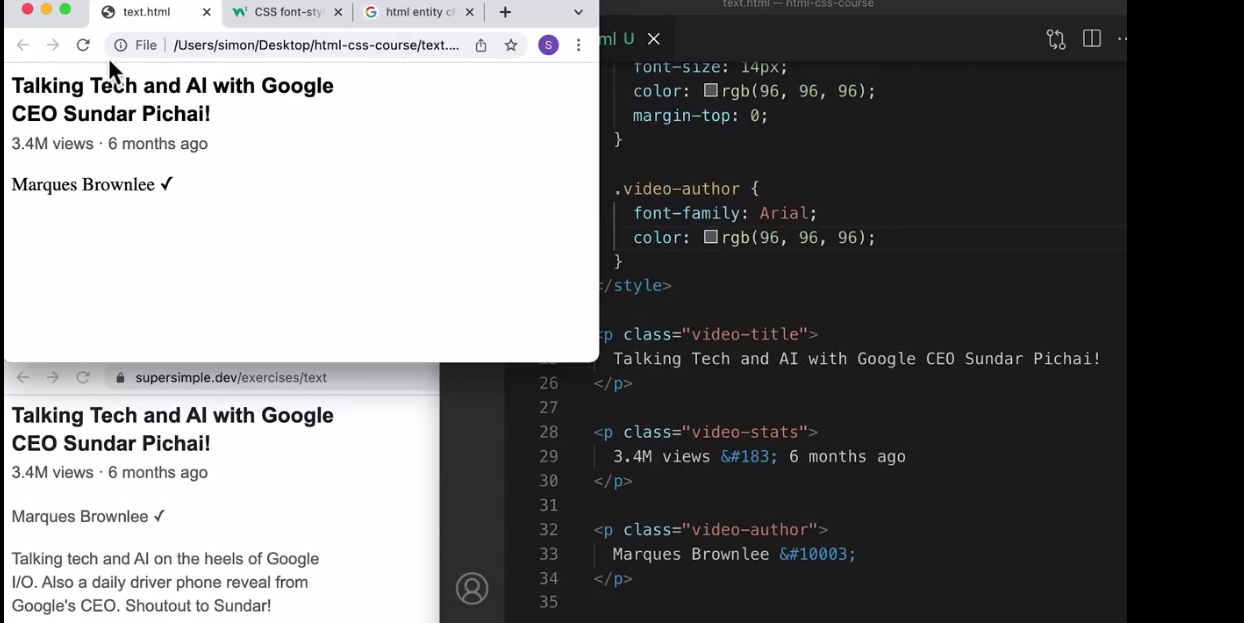 text.html
CSS font-sty
html entity c
File
/Users/simon/Desktop/html-css-course/text....
S
Talking Tech and AI with Google
CEO Sundar Pichai!
3.4M views · 6 months ago
Marques Brownlee ✓
supersimple.dev/exercises/text
Talking Tech and AI with Google
CEO Sundar Pichai!
3.4M views · 6 months ago
Marques Brownlee ✓
Talking tech and AI on the heels of Google
I/O. Also a daily driver phone reveal from
Google's CEO. Shoutout to Sundar!
text.html — html-css-course
ml U
font-size: 14px;
color: rgb(96, 96, 96);
margin-top: 0;
}
.video-author {
font-family: Arial;
color: rgb(96, 96, 96);
}
/style>
p class="video-title">
Talking Tech and AI with Google CEO Sundar Pichai!
26 </p>
27
28 <p class="video-stats">
29 3.4M views &#183; 6 months ago
30 </p>
31
32 <p class="video-author">
33 Marques Brownlee &#10003;
34 </p>
35